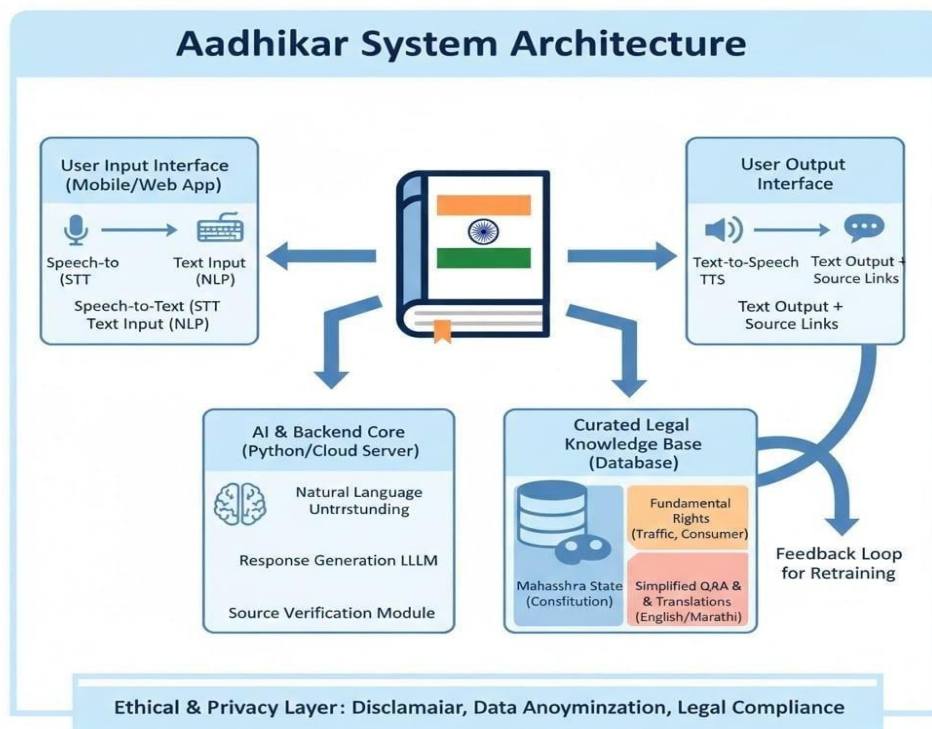 Aadhikar System Architecture
User Input Interface
(Mobile/Web App)
Speech-to
(STT
Text Input
(NLP)
Speech-to-Text (STT
Text Input (NLP)
User Output
Interface
Text-to-Speech
TTS
Text Output +
Source Links
Text Output +
Source Links
AI & Backend Core
(Python/Cloud Server)
Natural Language
Untrrstunding
Response Generation LLLM
Source Verification Module
Curated Legal
Knowledge Base
(Database)
Mahasshra State
(Consfitution)
Fundamental
Rights
(Traffic, Consumer)
Simplified Q,RA &
& Translations
(English/Marathi)
Feedback Loop
for Retraining
Ethical & Privacy Layer: Disclamaiar, Data Anoyminzation, Legal Compliance